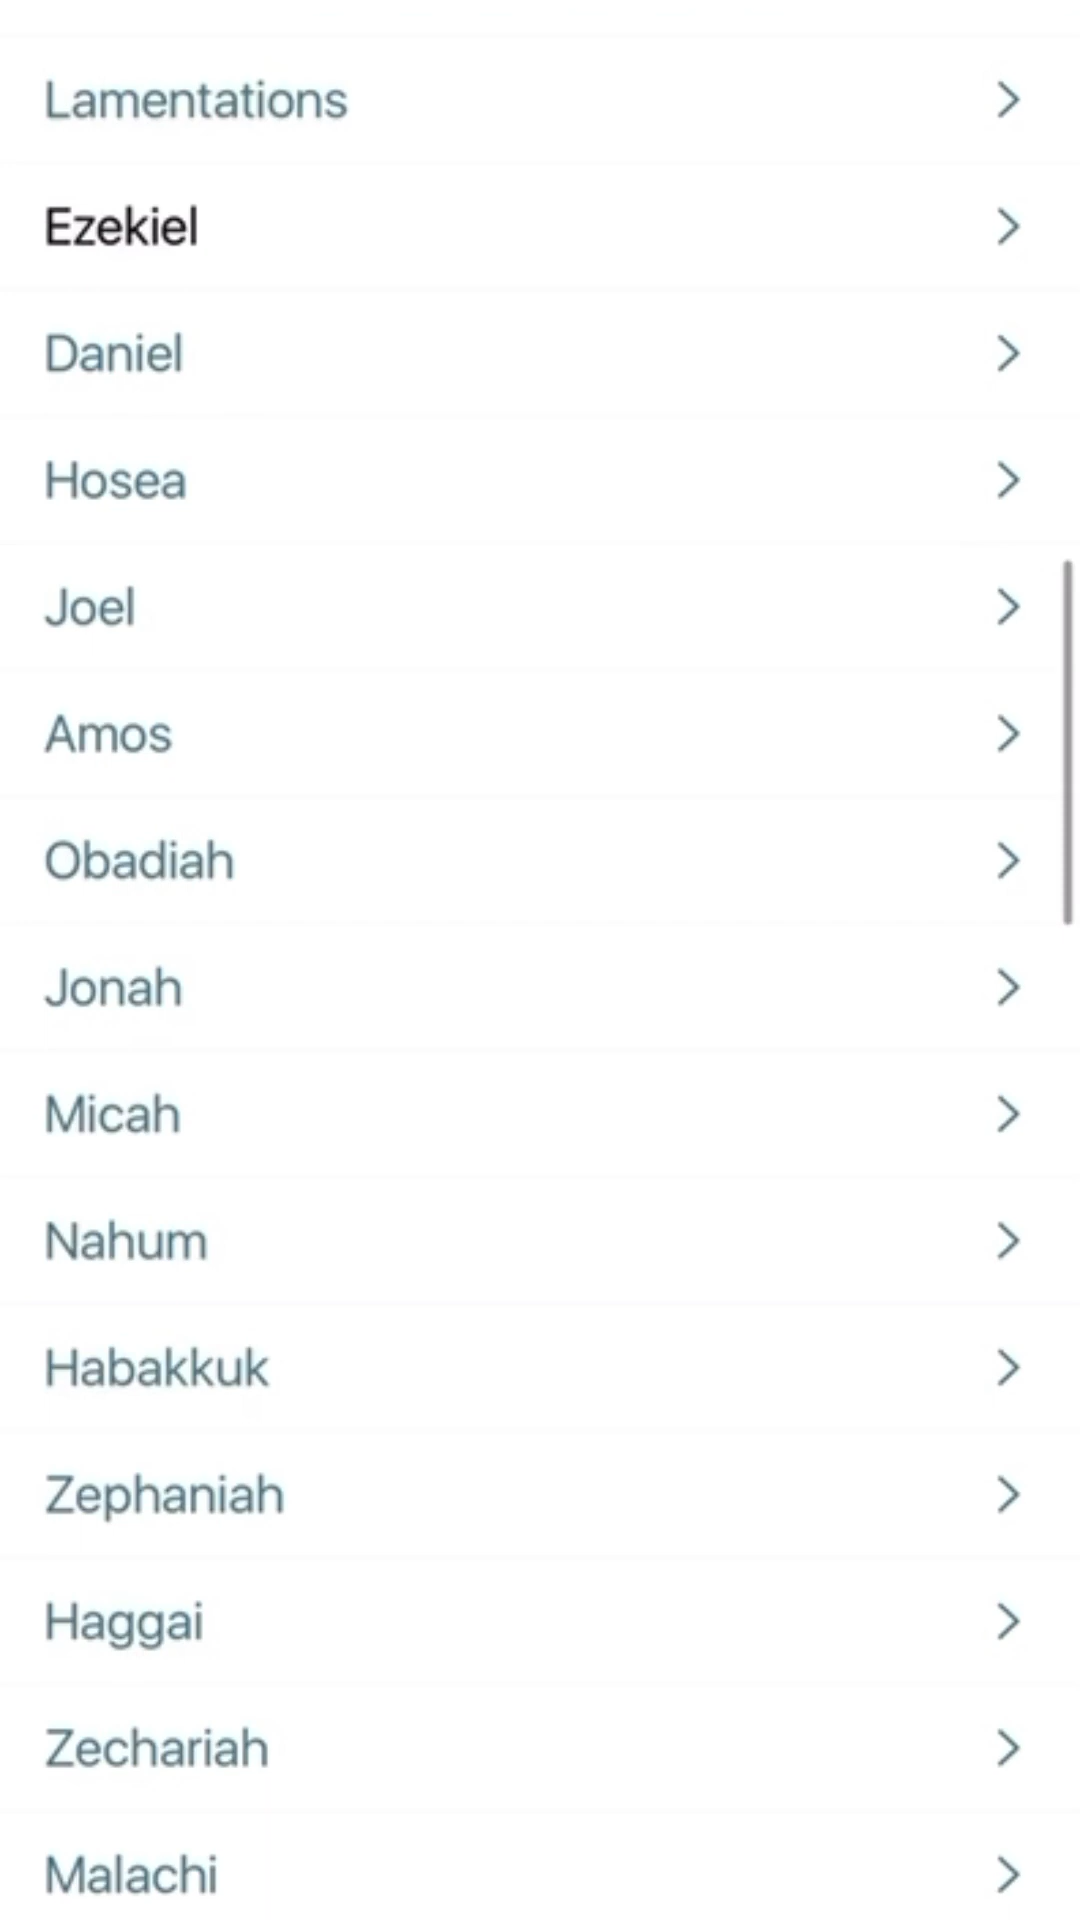 Lamentations
Ezekiel
Daniel
Hosea
Joel
Amos
Obadiah
Jonah
Micah
Nahum
Habakkuk
Zephaniah
Haggai
Zechariah
Malachi